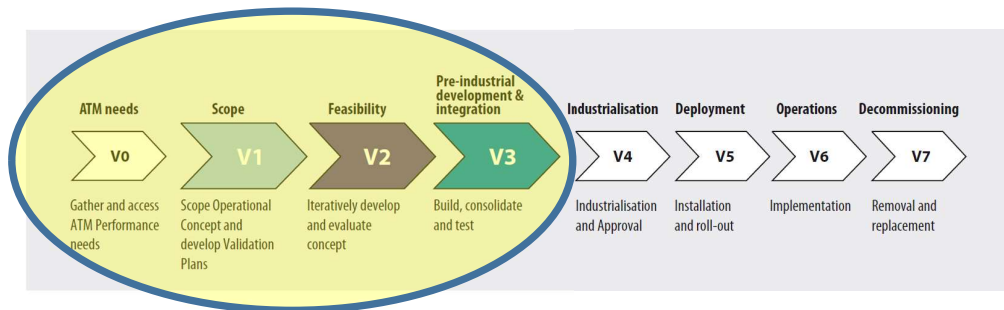 ATM needs
V0
Gather and access
ATM Performance
needs
Scope
V1
Scope Operational
Concept and
develop Validation
Plans
Feasibility
V2
Iteratively develop
and evaluate
concept
Pre-industrial
development &
integration
V3
Build, consolidate
and test
Industrialisation
V4
Industrialisation
and Approval
Deployment
V5
Installation
and roll-out
Operations
V6
Implementation
Decommissioning
V7
Removal and
replacement